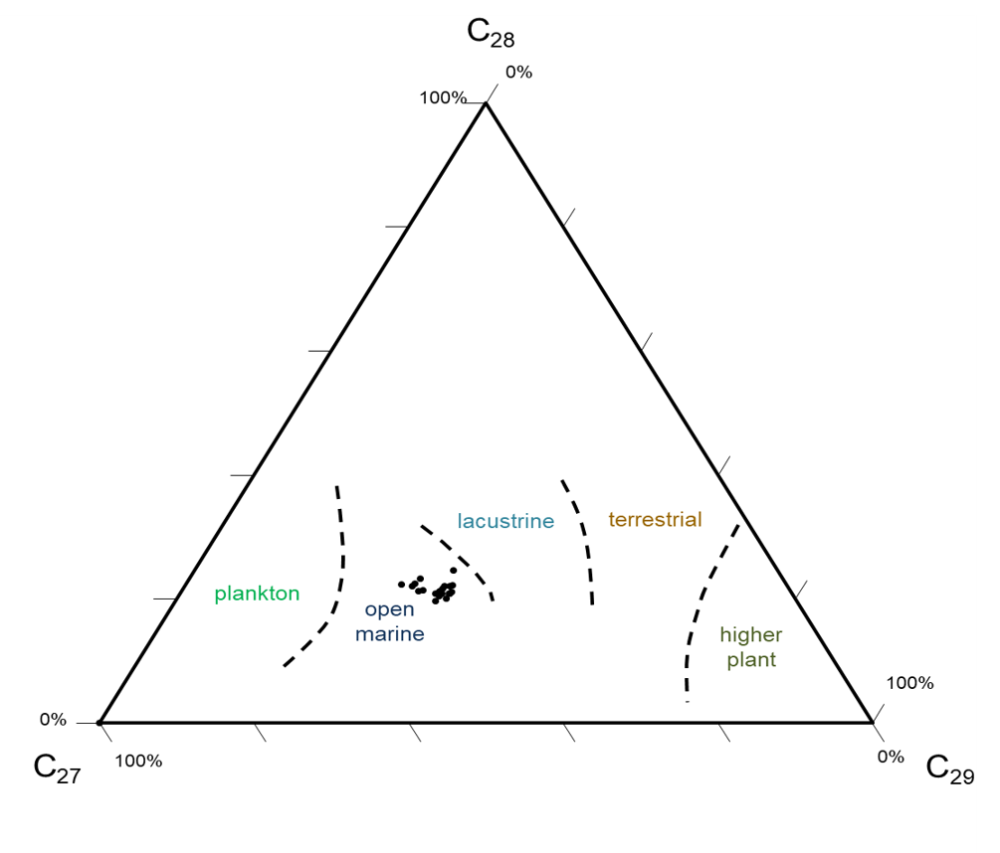 C₂₈
0%
100%
lacustrine
terrestrial
plankton
open
marine
higher
plant
100%
0%
100%
0%
C₂₇
C₂₉